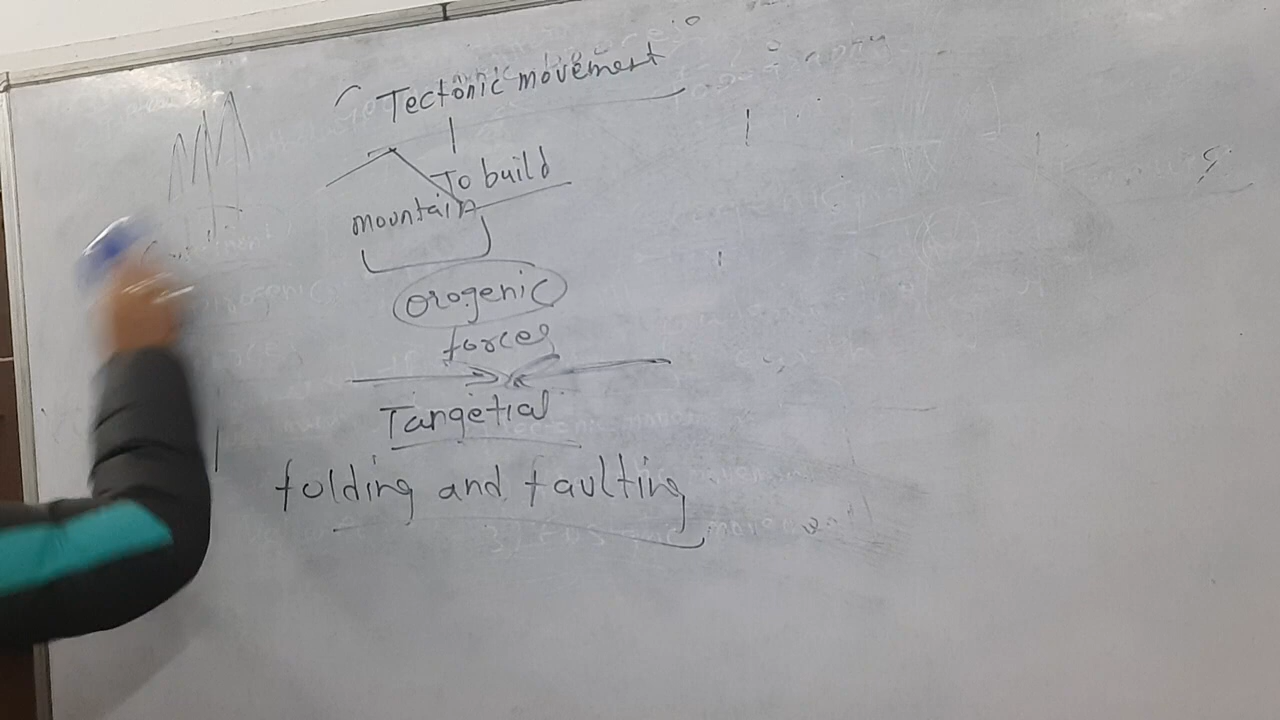 Tectonic movement
To build
mountain
orogenic
forces
Tangetial
folding and faulting